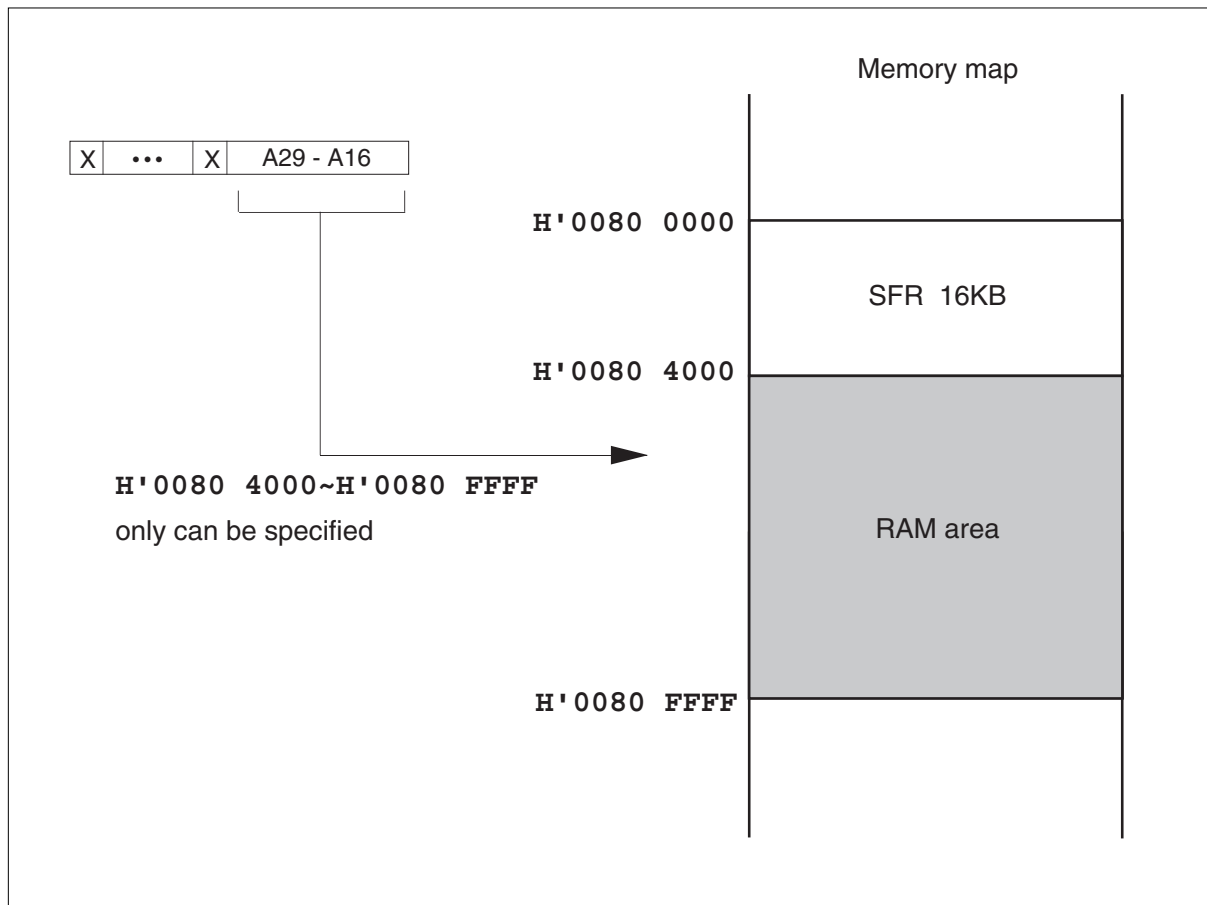 Memory map
X ••• X A29 - A16
H'0080 0000
SFR 16KB
H'0080 4000
H'0080 4000~H'0080 FFFF
only can be specified
RAM area
H'0080 FFFF